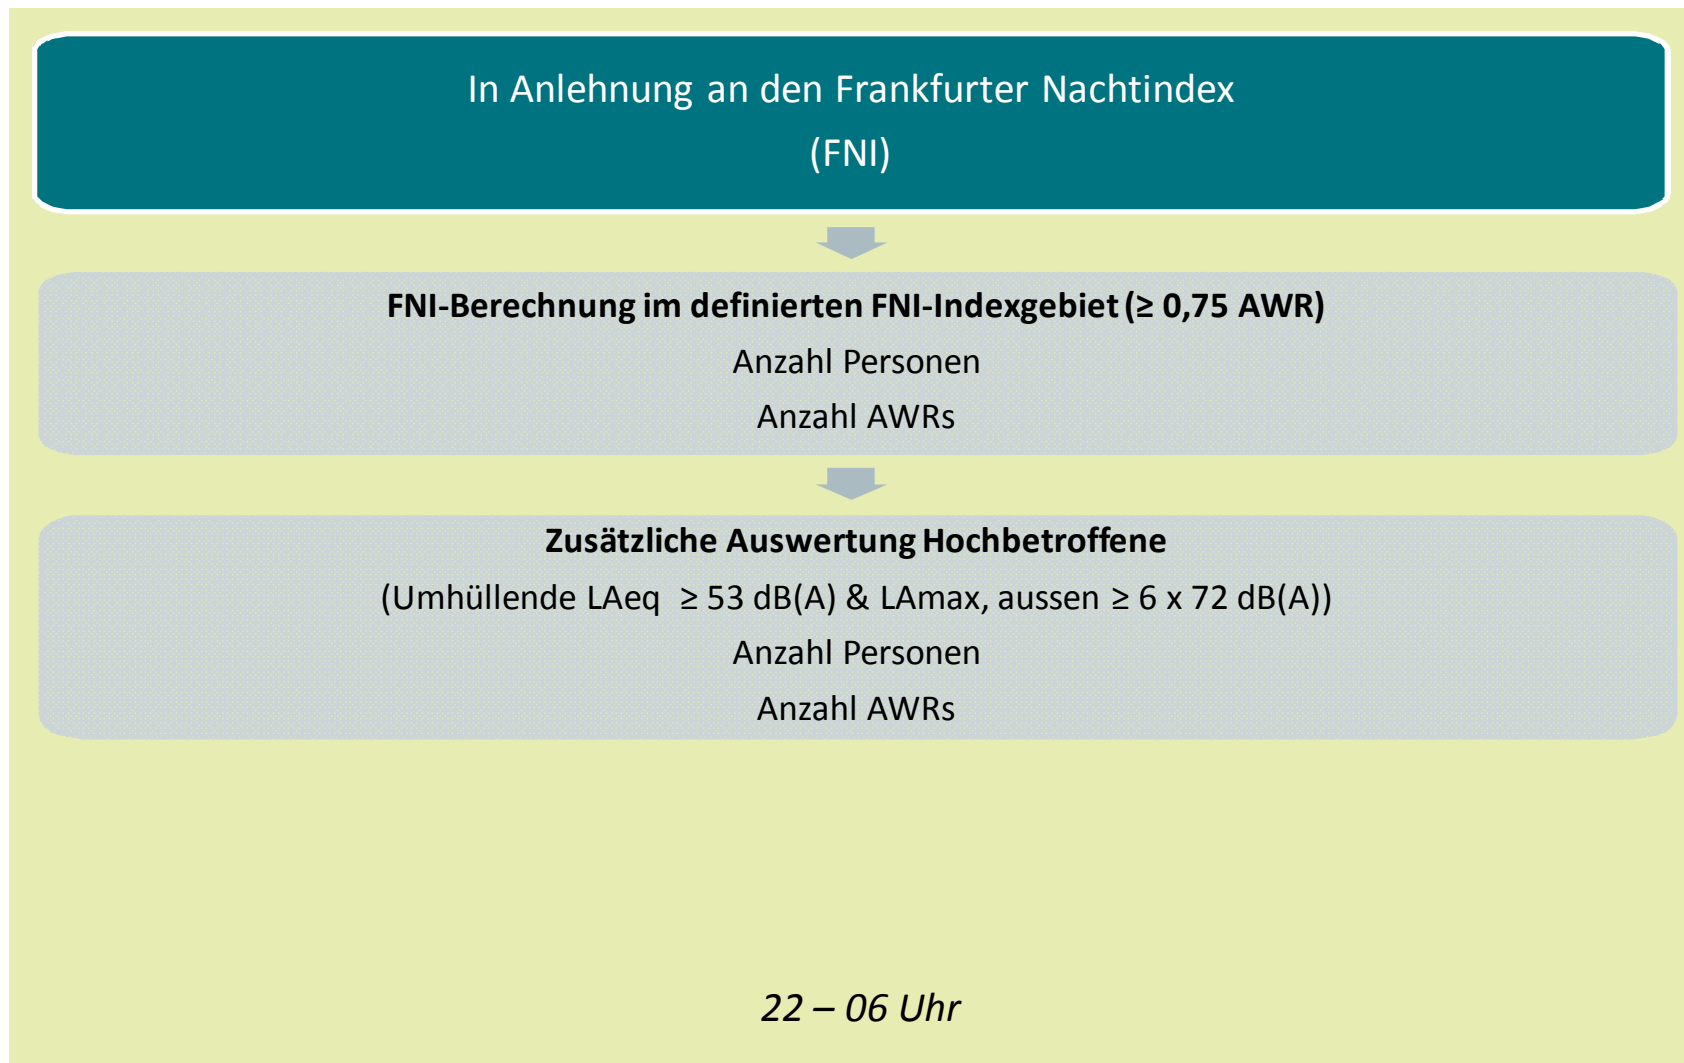 In Anlehnung an den Frankfurter Nachtindex
(FNI)
FNI-Berechnung im definierten FNI-Indexgebiet (≥ 0,75 AWR)
Anzahl Personen
Anzahl AWRs
Zusätzliche Auswertung Hochbetroffene
(Umhüllende LAeq ≥ 53 dB(A) & LAmax, aussen ≥ 6 x 72 dB(A))
Anzahl Personen
Anzahl AWRs
22 – 06 Uhr